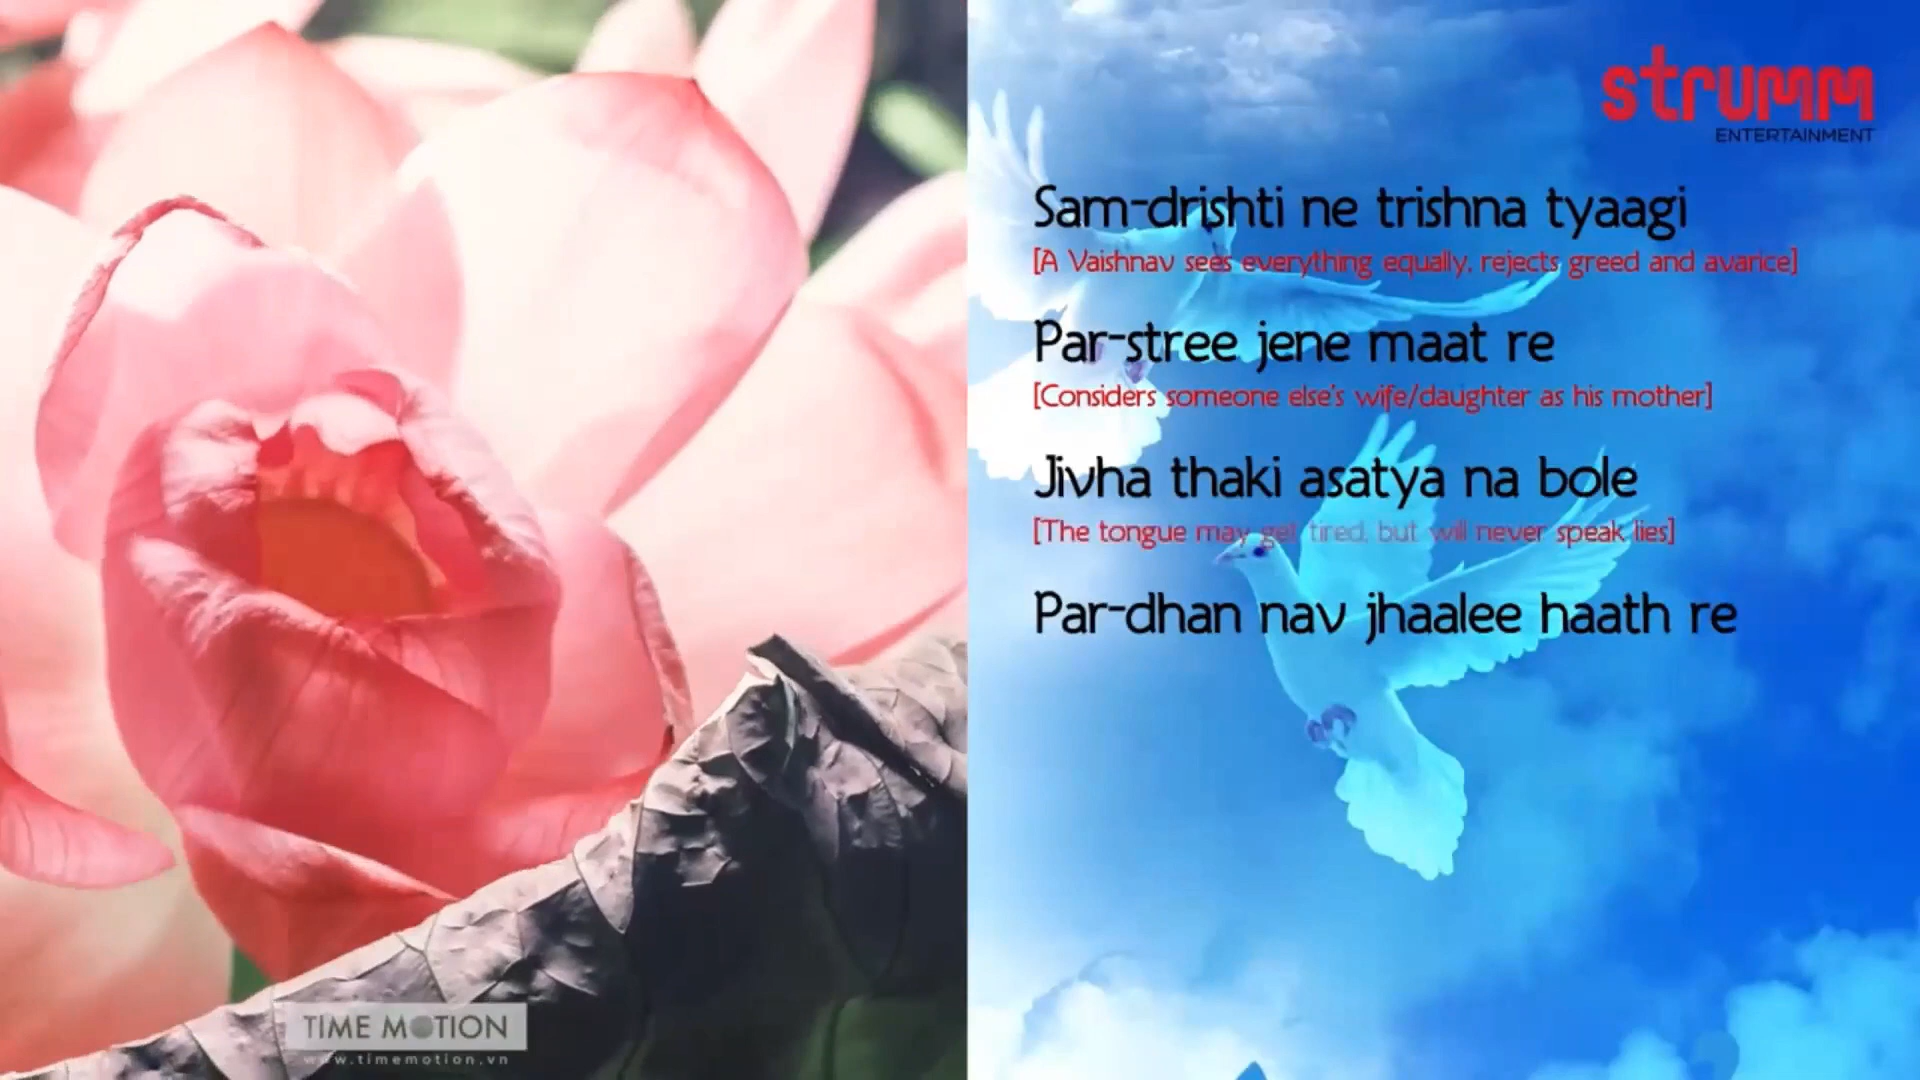 strumm
ENTERTAINMENT
Sam-drishti ne trishna tyaagi
[A Vaishnav sees everything equally, rejects greed and avarice]
Par-stree jene maat re
[Considers someone else's wife/daughter as his mother]
Jivha thaki asatya na bole
[The tongue may get tired, but will never speak lies]
Par-dhan nav jhaalee haath re
TIME MOTION
www.timemotion.vn